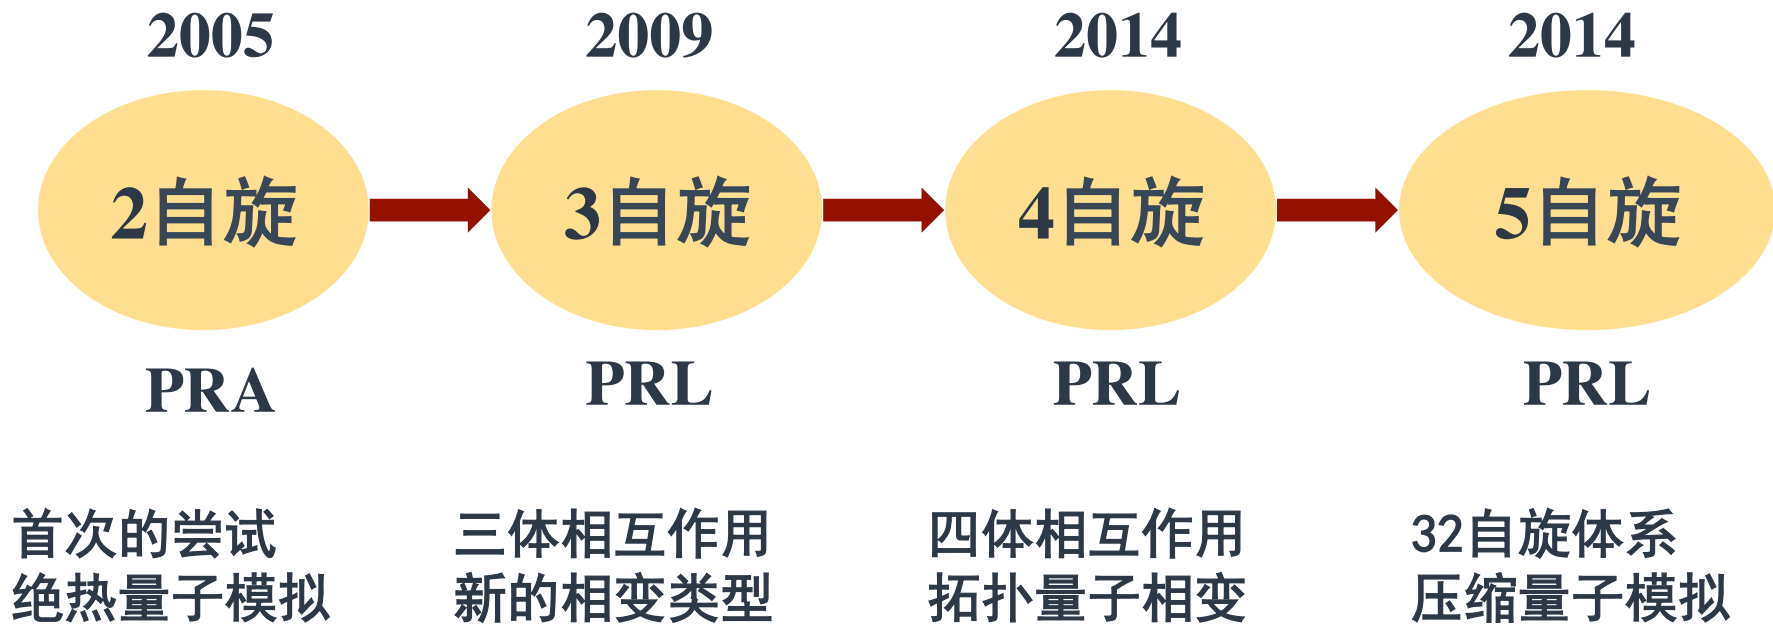 2005
2009
2014
2014
2自旋
3自旋
4自旋
5自旋
PRA
PRL
PRL
PRL
首次的尝试
绝热量子模拟
三体相互作用
新的相变类型
四体相互作用
拓扑量子相变
32自旋体系
压缩量子模拟